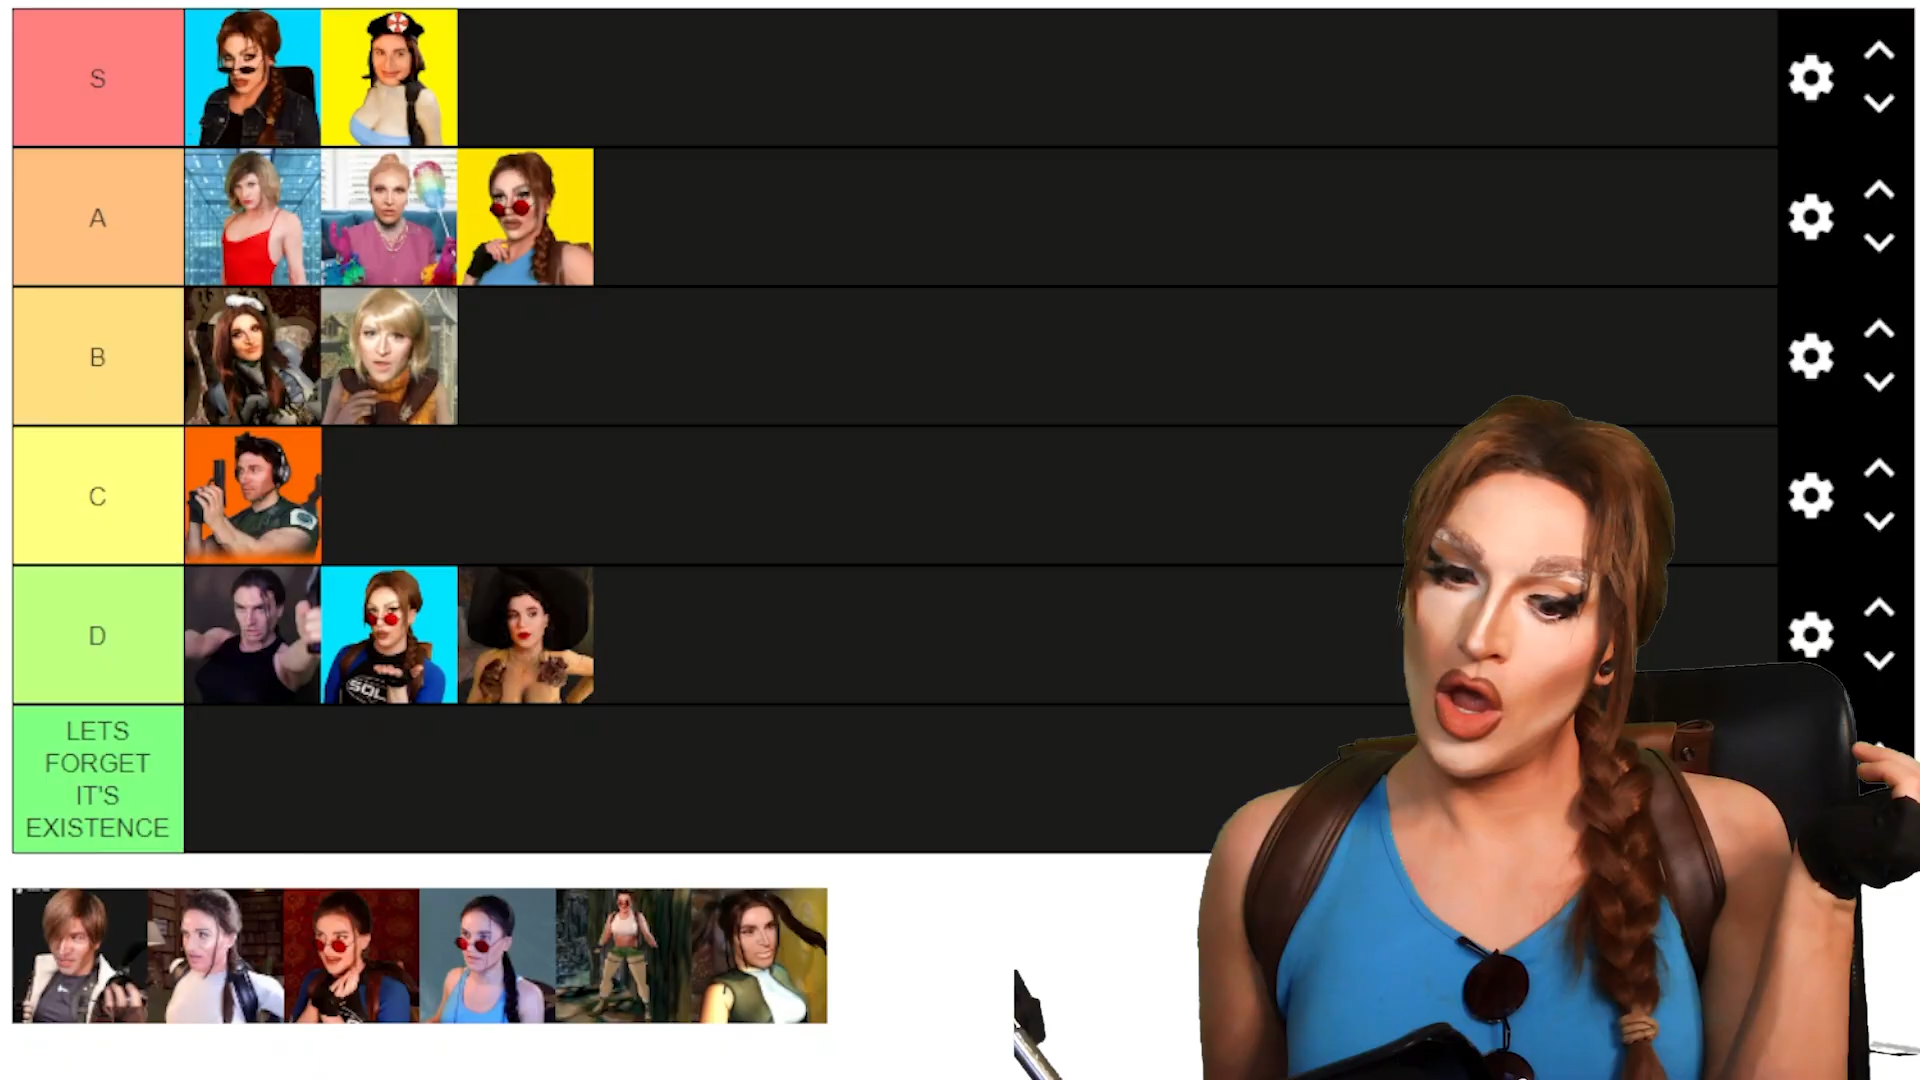 S
A
B
C
D
SOL
LETS
FORGET
IT'S
EXISTENCE